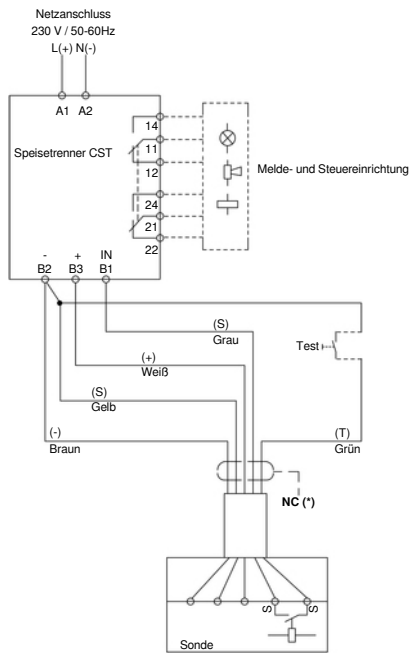 Netzanschluss
230 V / 50-60Hz
L(+) N(-)
A1 A2
14
Speisetrenner CST
11
12
Melde- und Steuereinrichtung
24
21
22
- + IN
B2 B3 B1
(S)
Grau
Test
(+)
Weiß
(S)
Gelb
(-)
Braun
(T)
Grün
NC (*)
S S
Sonde